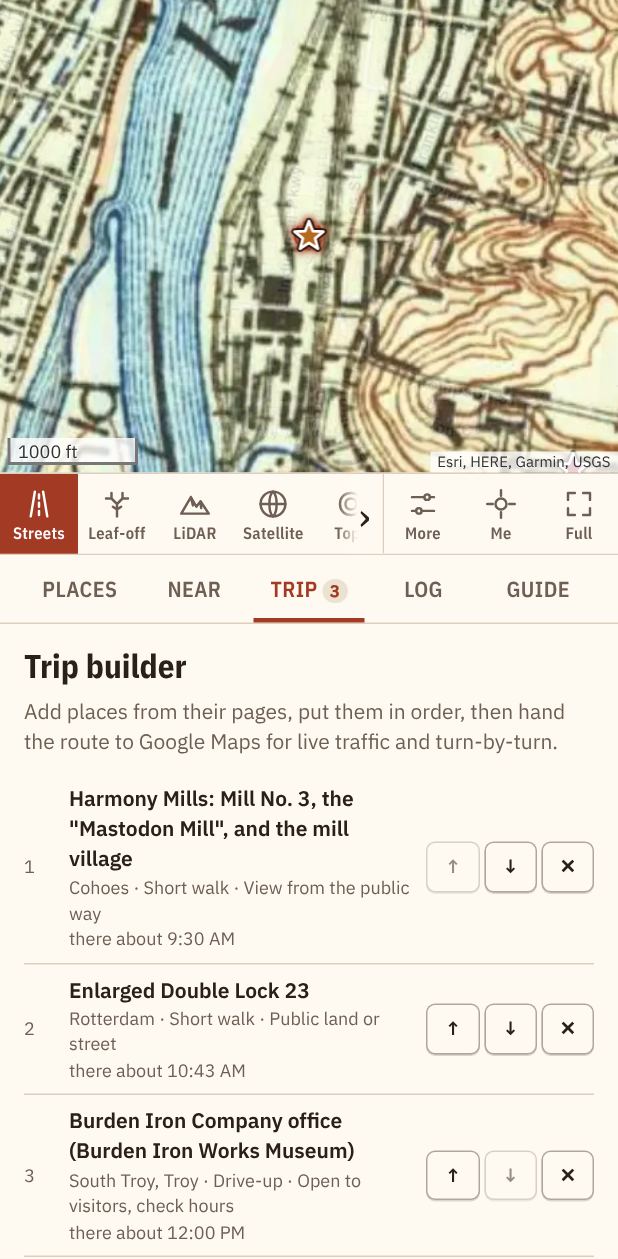 R
1000 ft
Esri, HERE, Garmin, USGS
Streets
Leaf-off
LiDAR
Satellite
More
Me
Full
PLACES
NEAR
TRIP 3
LOG
GUIDE
Trip builder
Add places from their pages, put them in order, then hand
the route to Google Maps for live traffic and turn-by-turn.
Harmony Mills: Mill No. 3, the
"Mastodon Mill", and the mill
village
1
Cohoes · Short walk · View from the public
way
there about 9:30 AM
Enlarged Double Lock 23
2
Rotterdam · Short walk · Public land or
street
there about 10:43 AM
Burden Iron Company office
(Burden Iron Works Museum)
3
South Troy, Troy · Drive-up · Open to
visitors, check hours
there about 12:00 PM